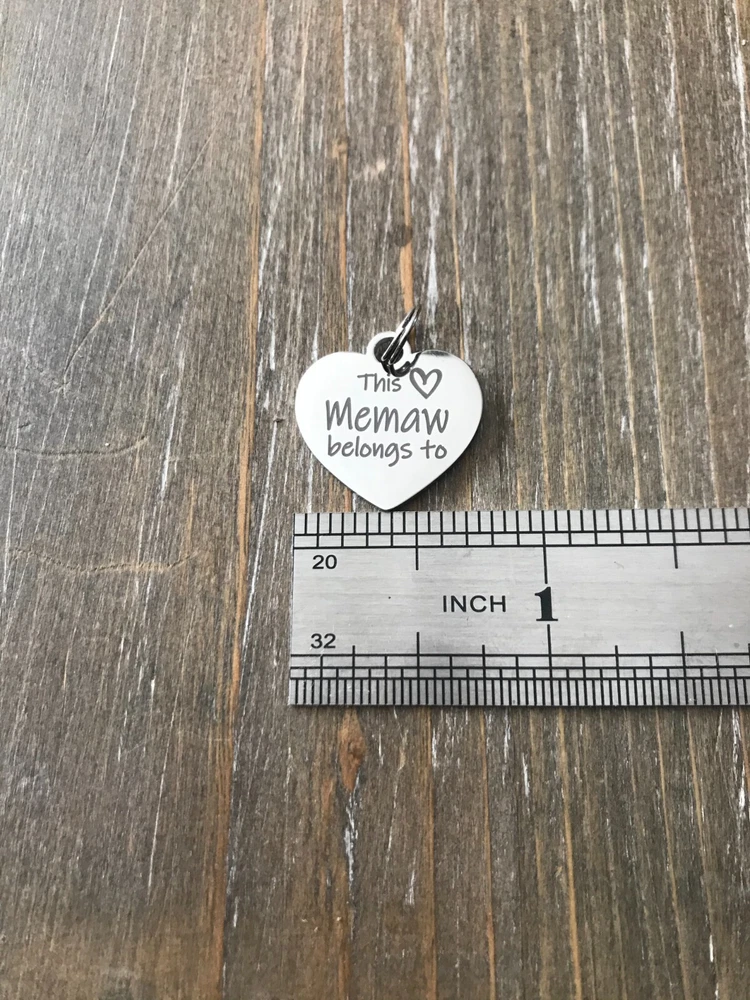 This
Memaw
belongs to
20
INCH 1
32